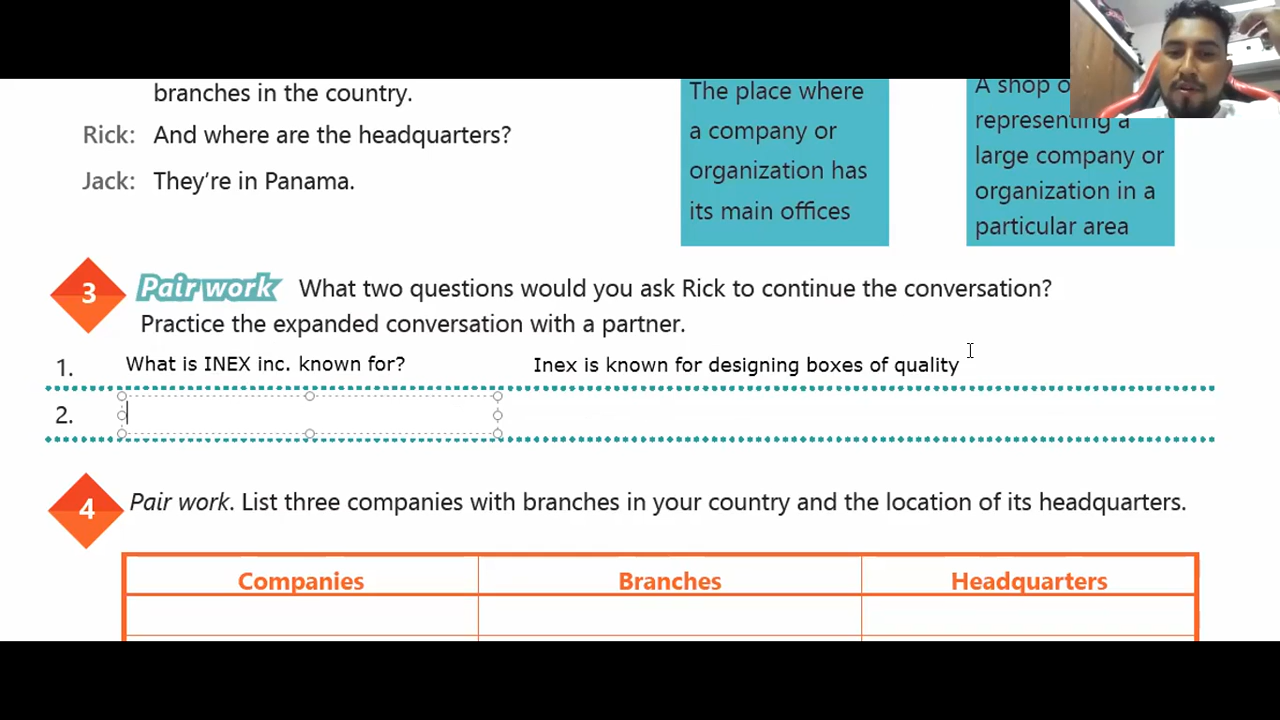 branches in the country.
Rick: And where are the headquarters?
Jack: They're in Panama.
The place where
a company or
organization has
its main offices
A shop o
representing a
large company or
organization in a
particular area
3 Pair work What two questions would you ask Rick to continue the conversation?
Practice the expanded conversation with a partner.
1. What is INEX inc. known for? Inex is known for designing boxes of quality
2.
4 Pair work. List three companies with branches in your country and the location of its headquarters.
Companies Branches Headquarters